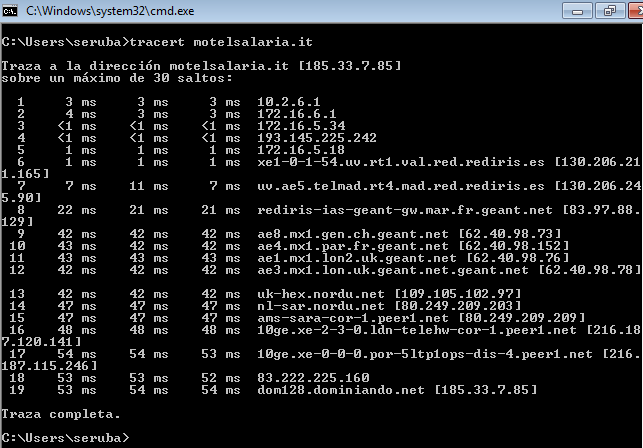 C:\Windows\system32\cmd.exe
C:\Users\seruba>tracert motelsalaria.it
Traza a la dirección motelsalaria.it [185.33.7.85]
sobre un máximo de 30 saltos:
1 3 ms 3 ms 3 ms 10.2.6.1
2 4 ms 3 ms 3 ms 172.16.6.1
3 <1 ms <1 ms <1 ms 172.16.5.34
4 <1 ms <1 ms <1 ms 193.145.225.242
5 1 ms 1 ms 1 ms 172.16.5.18
6 1 ms 1 ms 1 ms xe1-0-1-54.uv.rt1.val.red.rediris.es [130.206.21
1.165]
7 7 ms 11 ms 7 ms uv.ae5.telmad.rt4.mad.red.rediris.es [130.206.24
5.90]
8 22 ms 21 ms 21 ms rediris-ias-geant-gw.mar.fr.geant.net [83.97.88.
129]
9 42 ms 42 ms 42 ms ae8.mx1.gen.ch.geant.net [62.40.98.73]
10 43 ms 42 ms 42 ms ae4.mx1.par.fr.geant.net [62.40.98.152]
11 43 ms 42 ms 43 ms ae1.mx1.lon2.uk.geant.net [62.40.98.76]
12 42 ms 42 ms 42 ms ae3.mx1.lon.uk.geant.net.geant.net [62.40.98.78]
13 42 ms 42 ms 42 ms uk-hex.nordu.net [109.105.102.97]
14 47 ms 47 ms 47 ms nl-sar.nordu.net [80.249.209.203]
15 47 ms 47 ms 47 ms ams-sara-cor-1.peer1.net [80.249.209.209]
16 48 ms 48 ms 48 ms 10ge.xe-2-3-0.ldn-telehw-cor-1.peer1.net [216.18
7.120.141]
17 54 ms 54 ms 53 ms 10ge.xe-0-0-0.por-5ltp1ops-dis-4.peer1.net [216.
187.115.246]
18 53 ms 53 ms 52 ms 83.222.225.160
19 53 ms 54 ms 53 ms dom128.dominiando.net [185.33.7.85]
Traza completa.
C:\Users\seruba>